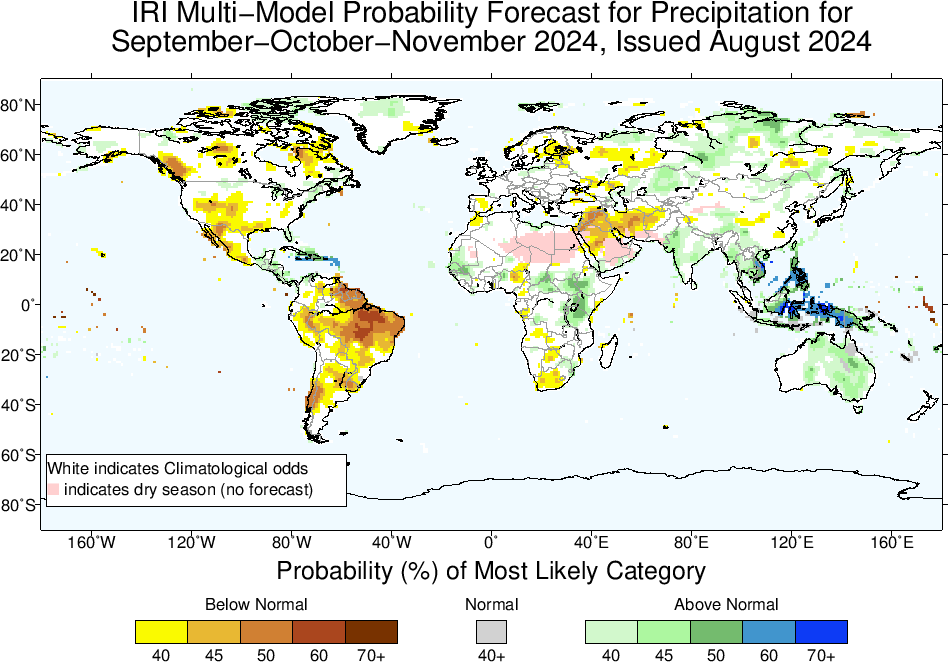 IRI Multi−Model Probability Forecast for Precipitation for
September−October−November 2024, Issued August 2024
80˚N
60˚N
40˚N
20˚N
0˚
20˚S
40˚S
60˚S
80˚S
White indicates Climatological odds
indicates dry season (no forecast)
160˚W 120˚W 80˚W 40˚W 0˚ 40˚E 80˚E 120˚E 160˚E
Probability (%) of Most Likely Category
Below Normal Normal Above Normal
40 45 50 60 70+ 40+ 40 45 50 60 70+